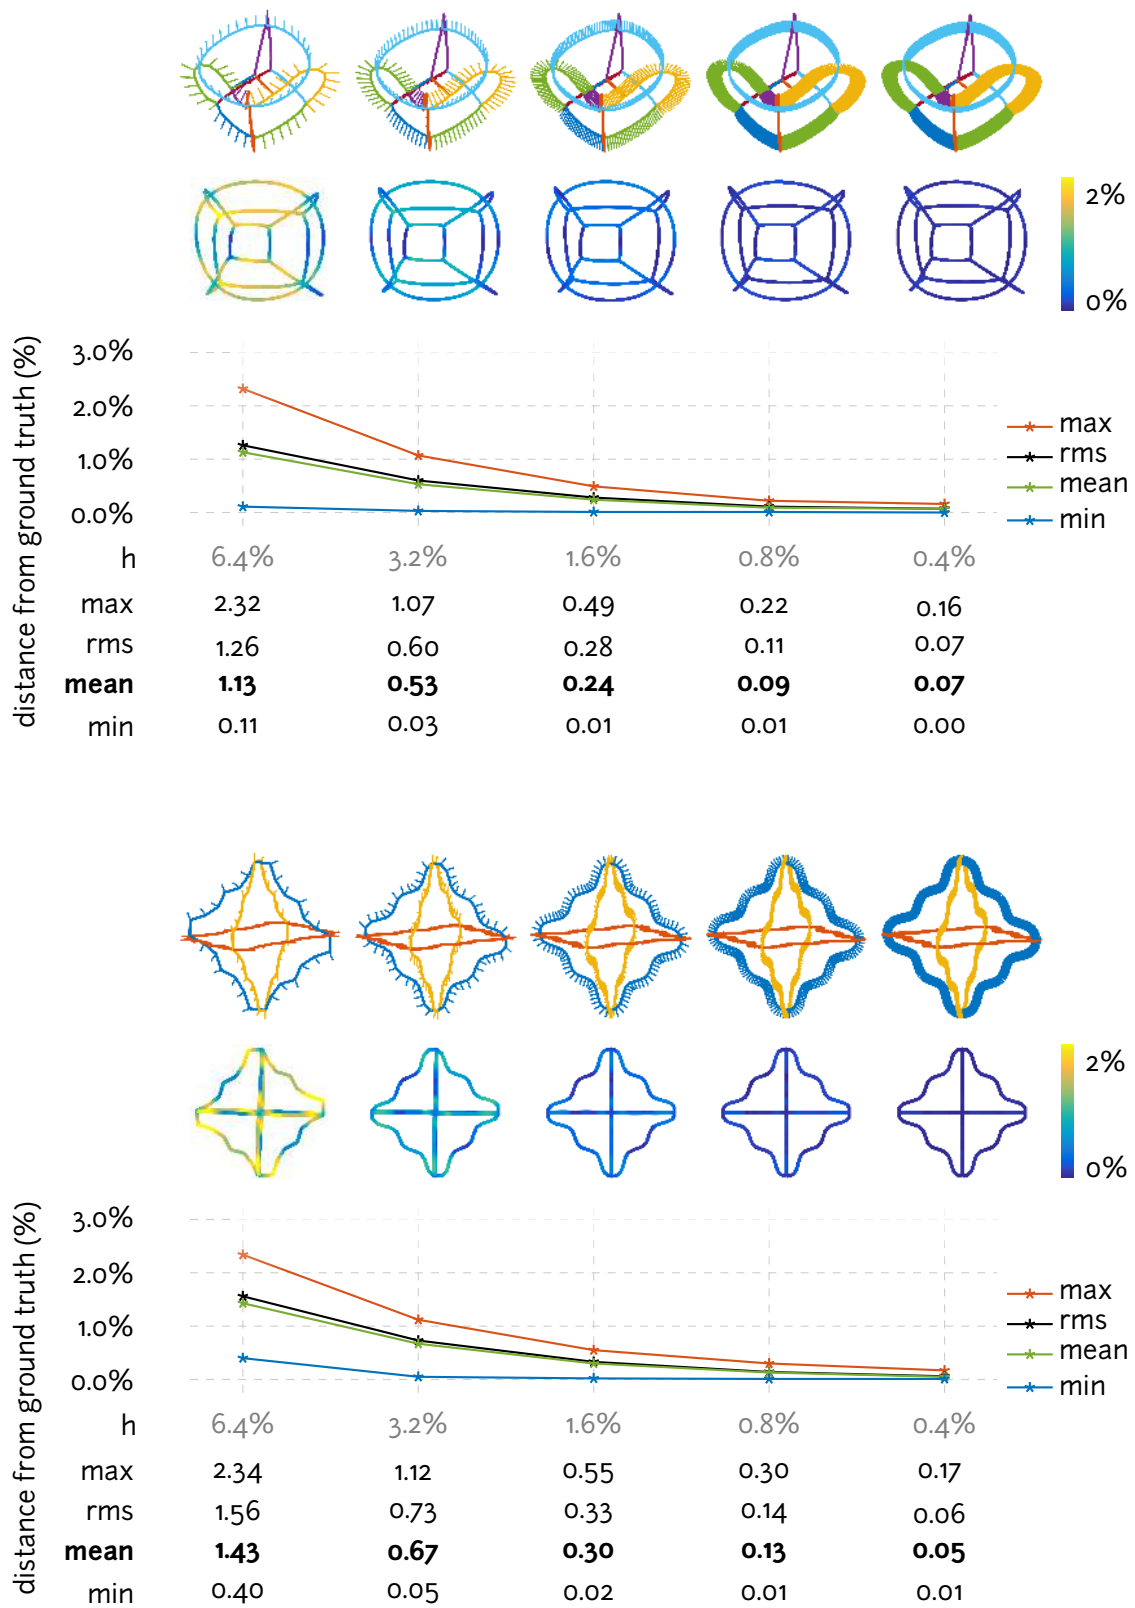 2%
0%
distance from ground truth (%)
3.0%
2.0%
1.0%
0.0%
max
rms
mean
min
h 6.4% 3.2% 1.6% 0.8% 0.4%
max 2.32 1.07 0.49 0.22 0.16
rms 1.26 0.60 0.28 0.11 0.07
mean 1.13 0.53 0.24 0.09 0.07
min 0.11 0.03 0.01 0.01 0.00
2%
0%
distance from ground truth (%)
3.0%
2.0%
1.0%
0.0%
max
rms
mean
min
h 6.4% 3.2% 1.6% 0.8% 0.4%
max 2.34 1.12 0.55 0.30 0.17
rms 1.56 0.73 0.33 0.14 0.06
mean 1.43 0.67 0.30 0.13 0.05
min 0.40 0.05 0.02 0.01 0.01